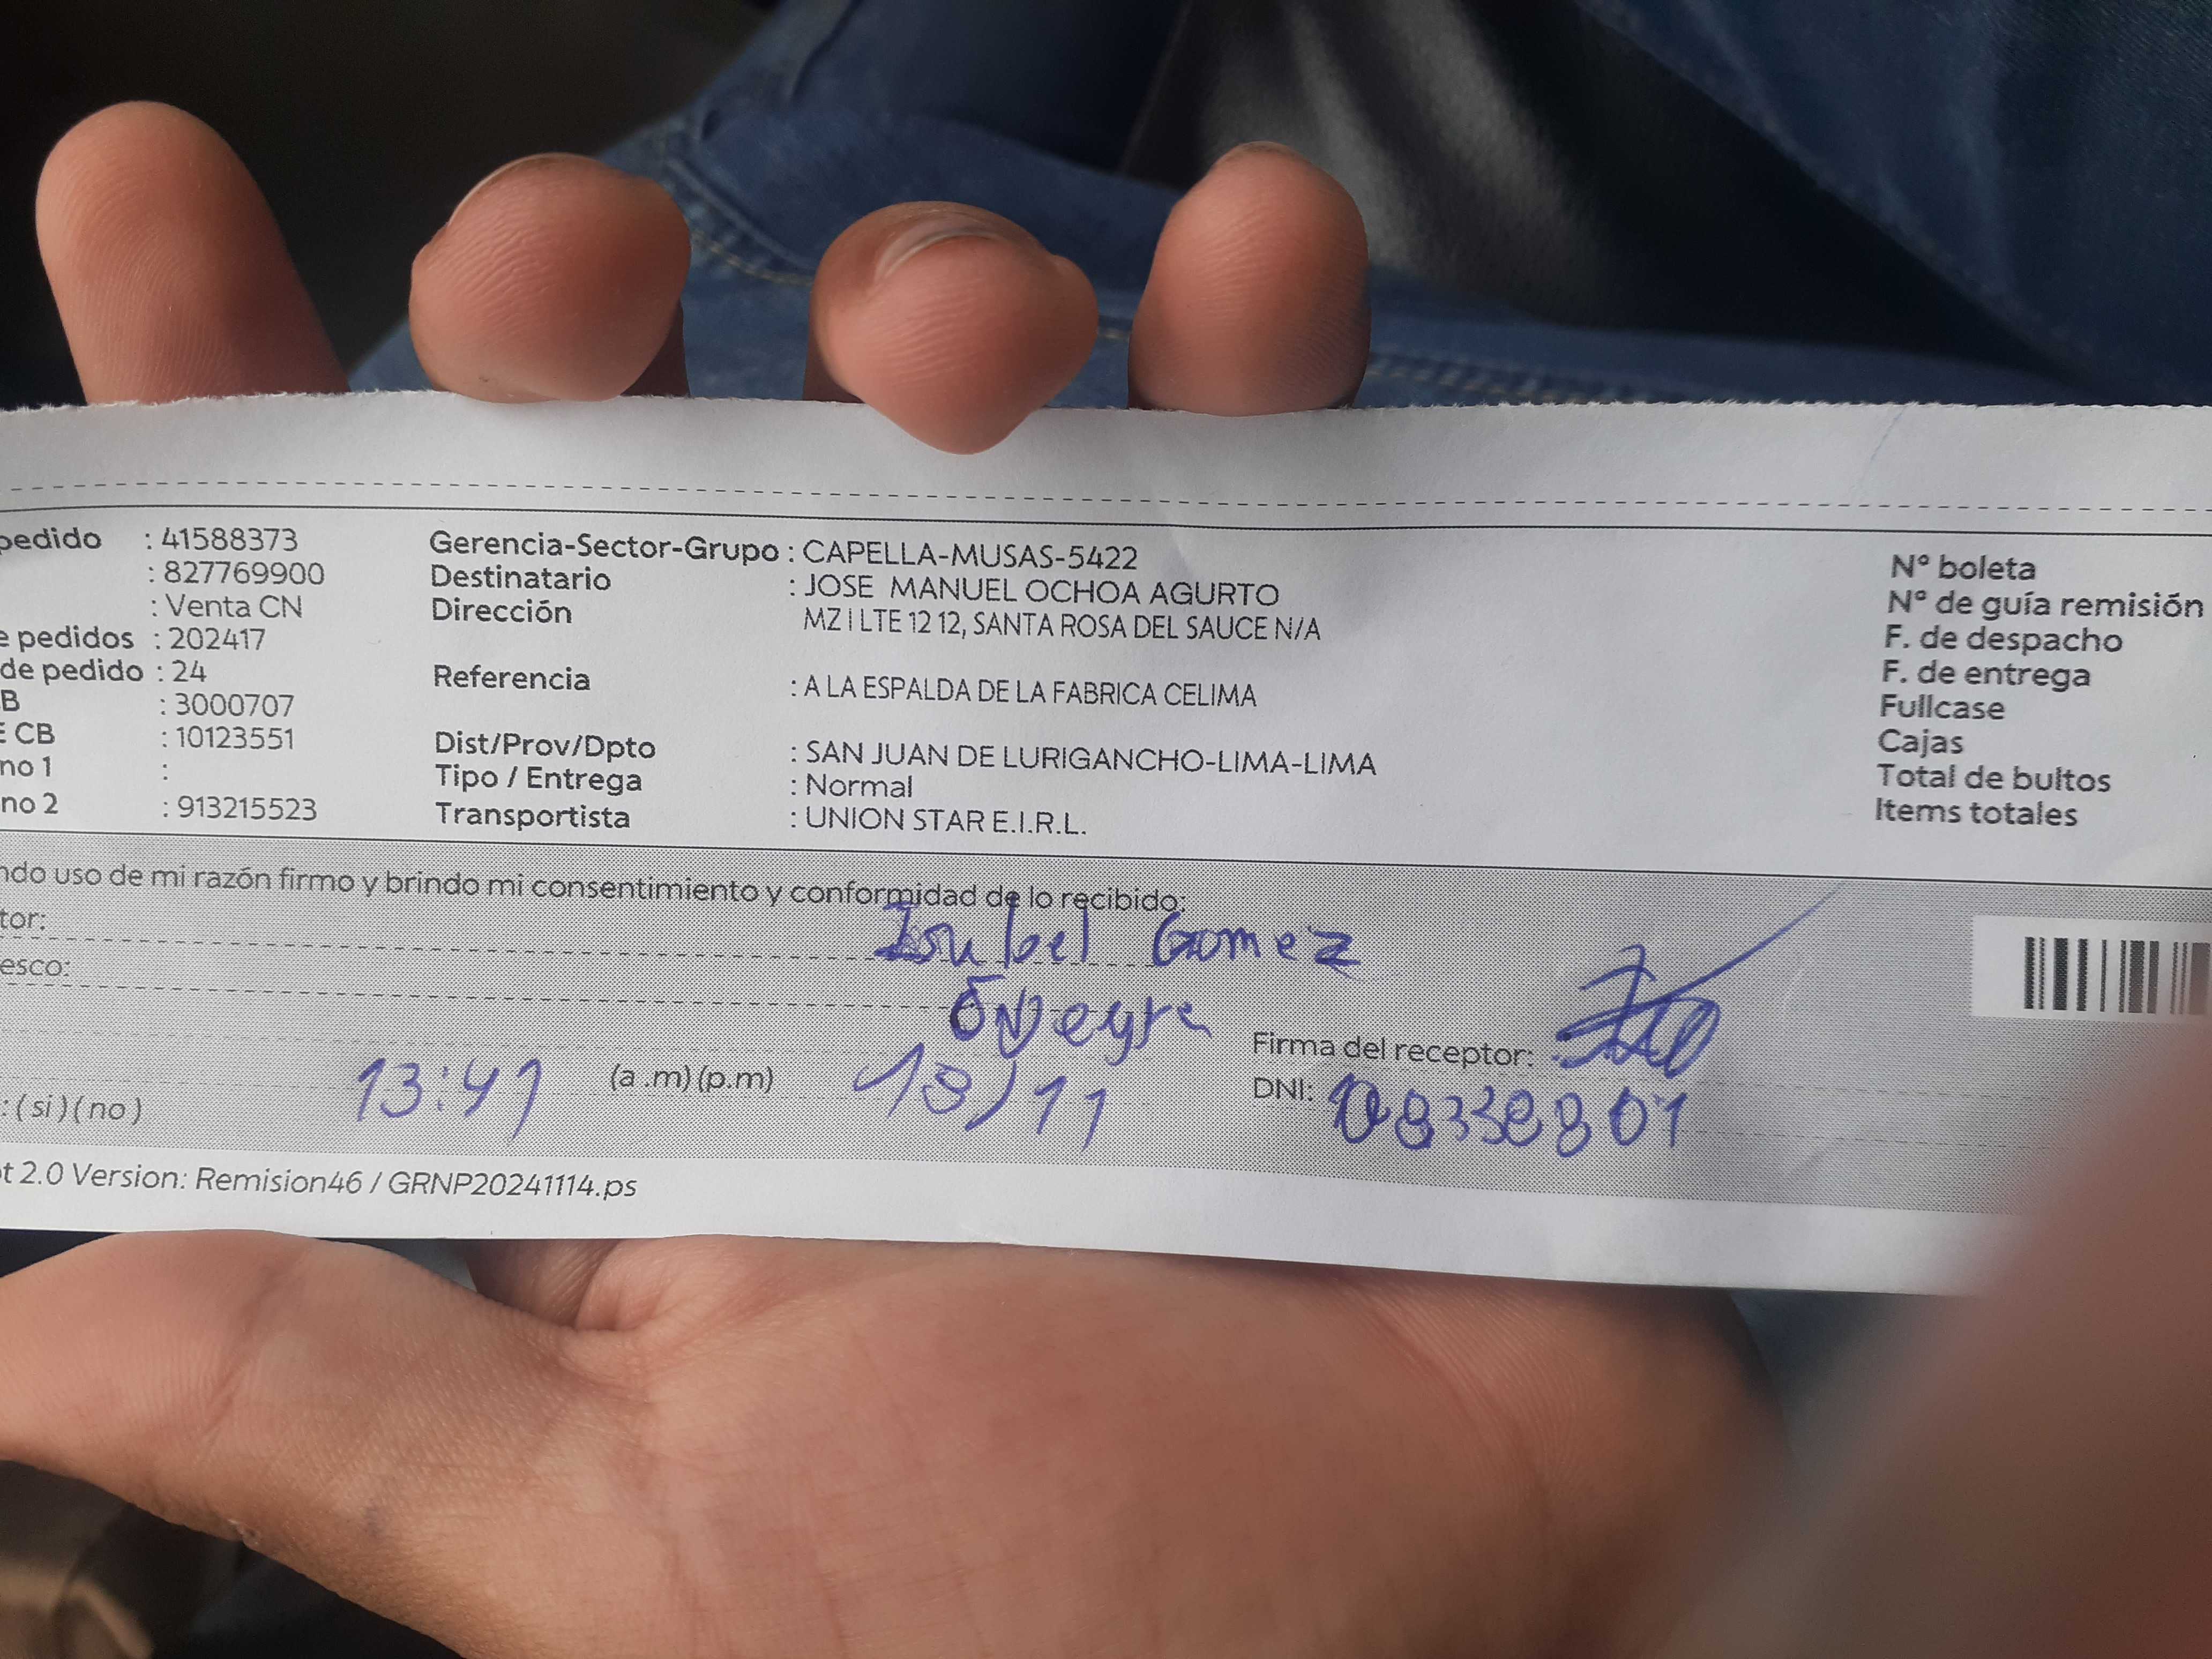 pedido : 41588373
: 827769900
: Venta CN
e pedidos : 202417
de pedido : 24
B : 3000707
E CB : 10123551
no 1 :
no 2 : 913215523
Gerencia-Sector-Grupo : CAPELLA-MUSAS-5422
Destinatario : JOSE MANUEL OCHOA AGURTO
Dirección MZ I LTE 12 12, SANTA ROSA DEL SAUCE N/A
Referencia : A LA ESPALDA DE LA FABRICA CELIMA
Dist/Prov/Dpto : SAN JUAN DE LURIGANCHO-LIMA-LIMA
Tipo / Entrega : Normal
Transportista : UNION STAR E.I.R.L.
Nº boleta
Nº de guía remisión
F. de despacho
F. de entrega
Fullcase
Cajas
Total de bultos
Items totales
ndo uso de mi razón firmo y brindo mi consentimiento y conformidad de lo recibido:
tor: Isabel Gomez
esco:
Firma del receptor:
13:41 (a .m) (p.m) 13/11
DNI:
: ( si ) ( no )
t 2.0 Version: Remision46 / GRNP20241114.ps